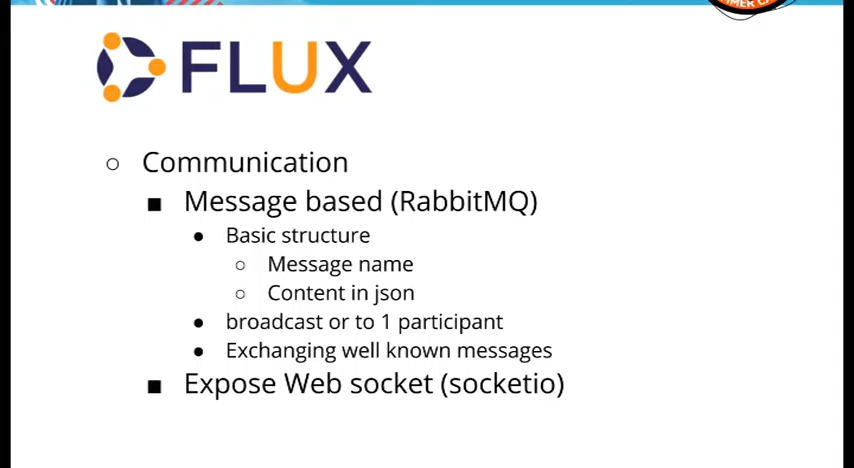 FLUX
Communication
Message based (RabbitMQ)
Basic structure
Message name
Content in json
broadcast or to 1 participant
Exchanging well known messages
Expose Web socket (socketio)